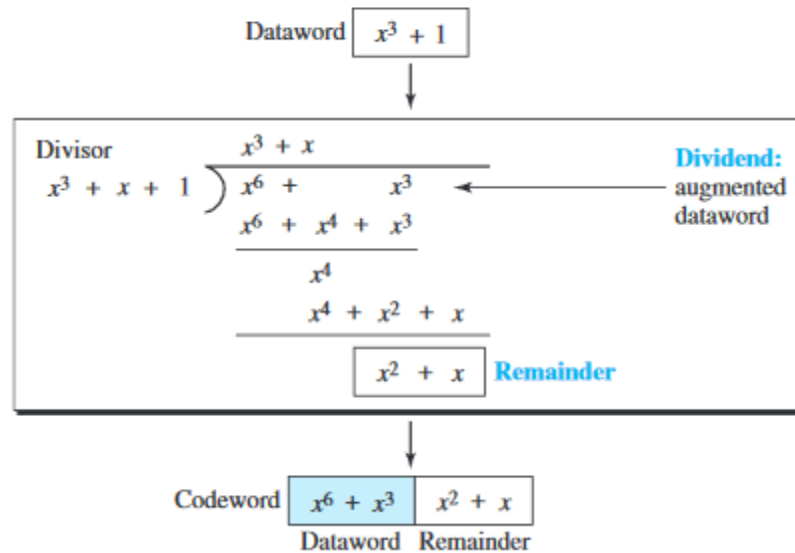 Dataword x³ + 1
Divisor x³ + x
x³ + x + 1 x⁶ + x³
Dividend:
augmented
dataword
x⁶ + x⁴ + x³
x⁴
x⁴ + x² + x
x² + x Remainder
Codeword x⁶ + x³ x² + x
Dataword Remainder